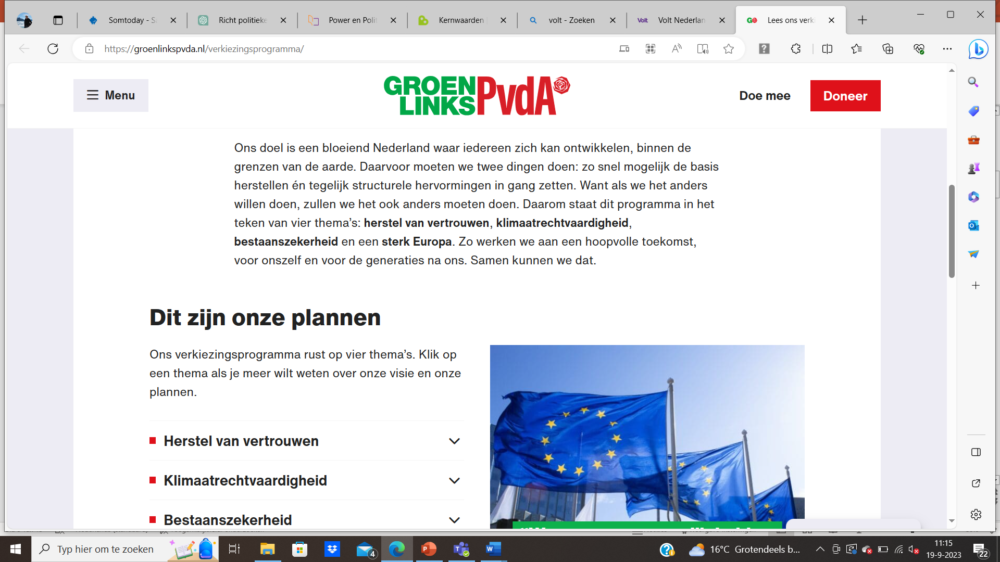 Somtoday - S
Richt politieke
Power en Polit
Kernwaarden
volt - Zoeken
Volt
Volt Nederlan
Lees ons verk
https://groenlinkspvda.nl/verkiezingsprogramma/
Menu
GROEN
LINKS
PvdA
Doe mee
Doneer
Ons doel is een bloeiend Nederland waar iedereen zich kan ontwikkelen, binnen de
grenzen van de aarde. Daarvoor moeten we twee dingen doen: zo snel mogelijk de basis
herstellen én tegelijk structurele hervormingen in gang zetten. Want als we het anders
willen doen, zullen we het ook anders moeten doen. Daarom staat dit programma in het
teken van vier thema’s: herstel van vertrouwen, klimaatrechtvaardigheid,
bestaanszekerheid en een sterk Europa. Zo werken we aan een hoopvolle toekomst,
voor onszelf en voor de generaties na ons. Samen kunnen we dat.
Dit zijn onze plannen
Ons verkiezingsprogramma rust op vier thema’s. Klik op
een thema als je meer wilt weten over onze visie en onze
plannen.
Herstel van vertrouwen
Klimaatrechtvaardigheid
Bestaanszekerheid
Typ hier om te zoeken
4
16°C Grotendeels b...
11:15
19-9-2023
22